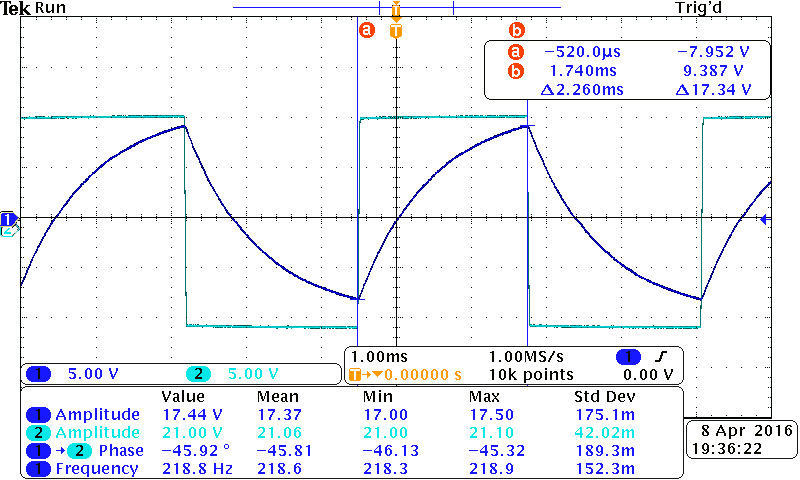 Tek Run Trig'd
T
a T b
a −520.0µs −7.952 V
b 1.740ms 9.387 V
Δ2.260ms Δ17.34 V
1
2
1 5.00 V 2 5.00 V
1.00ms 1.00MS/s 1
T→▼0.00000 s 10k points 0.00 V
Value Mean Min Max Std Dev
1 Amplitude 17.44 V 17.37 17.00 17.50 175.1m
2 Amplitude 21.00 V 21.06 21.00 21.10 42.02m
1 → 2 Phase −45.92 ° −45.81 −46.13 −45.32 189.3m
1 Frequency 218.8 Hz 218.6 218.3 218.9 152.3m
8 Apr 2016
19:36:22